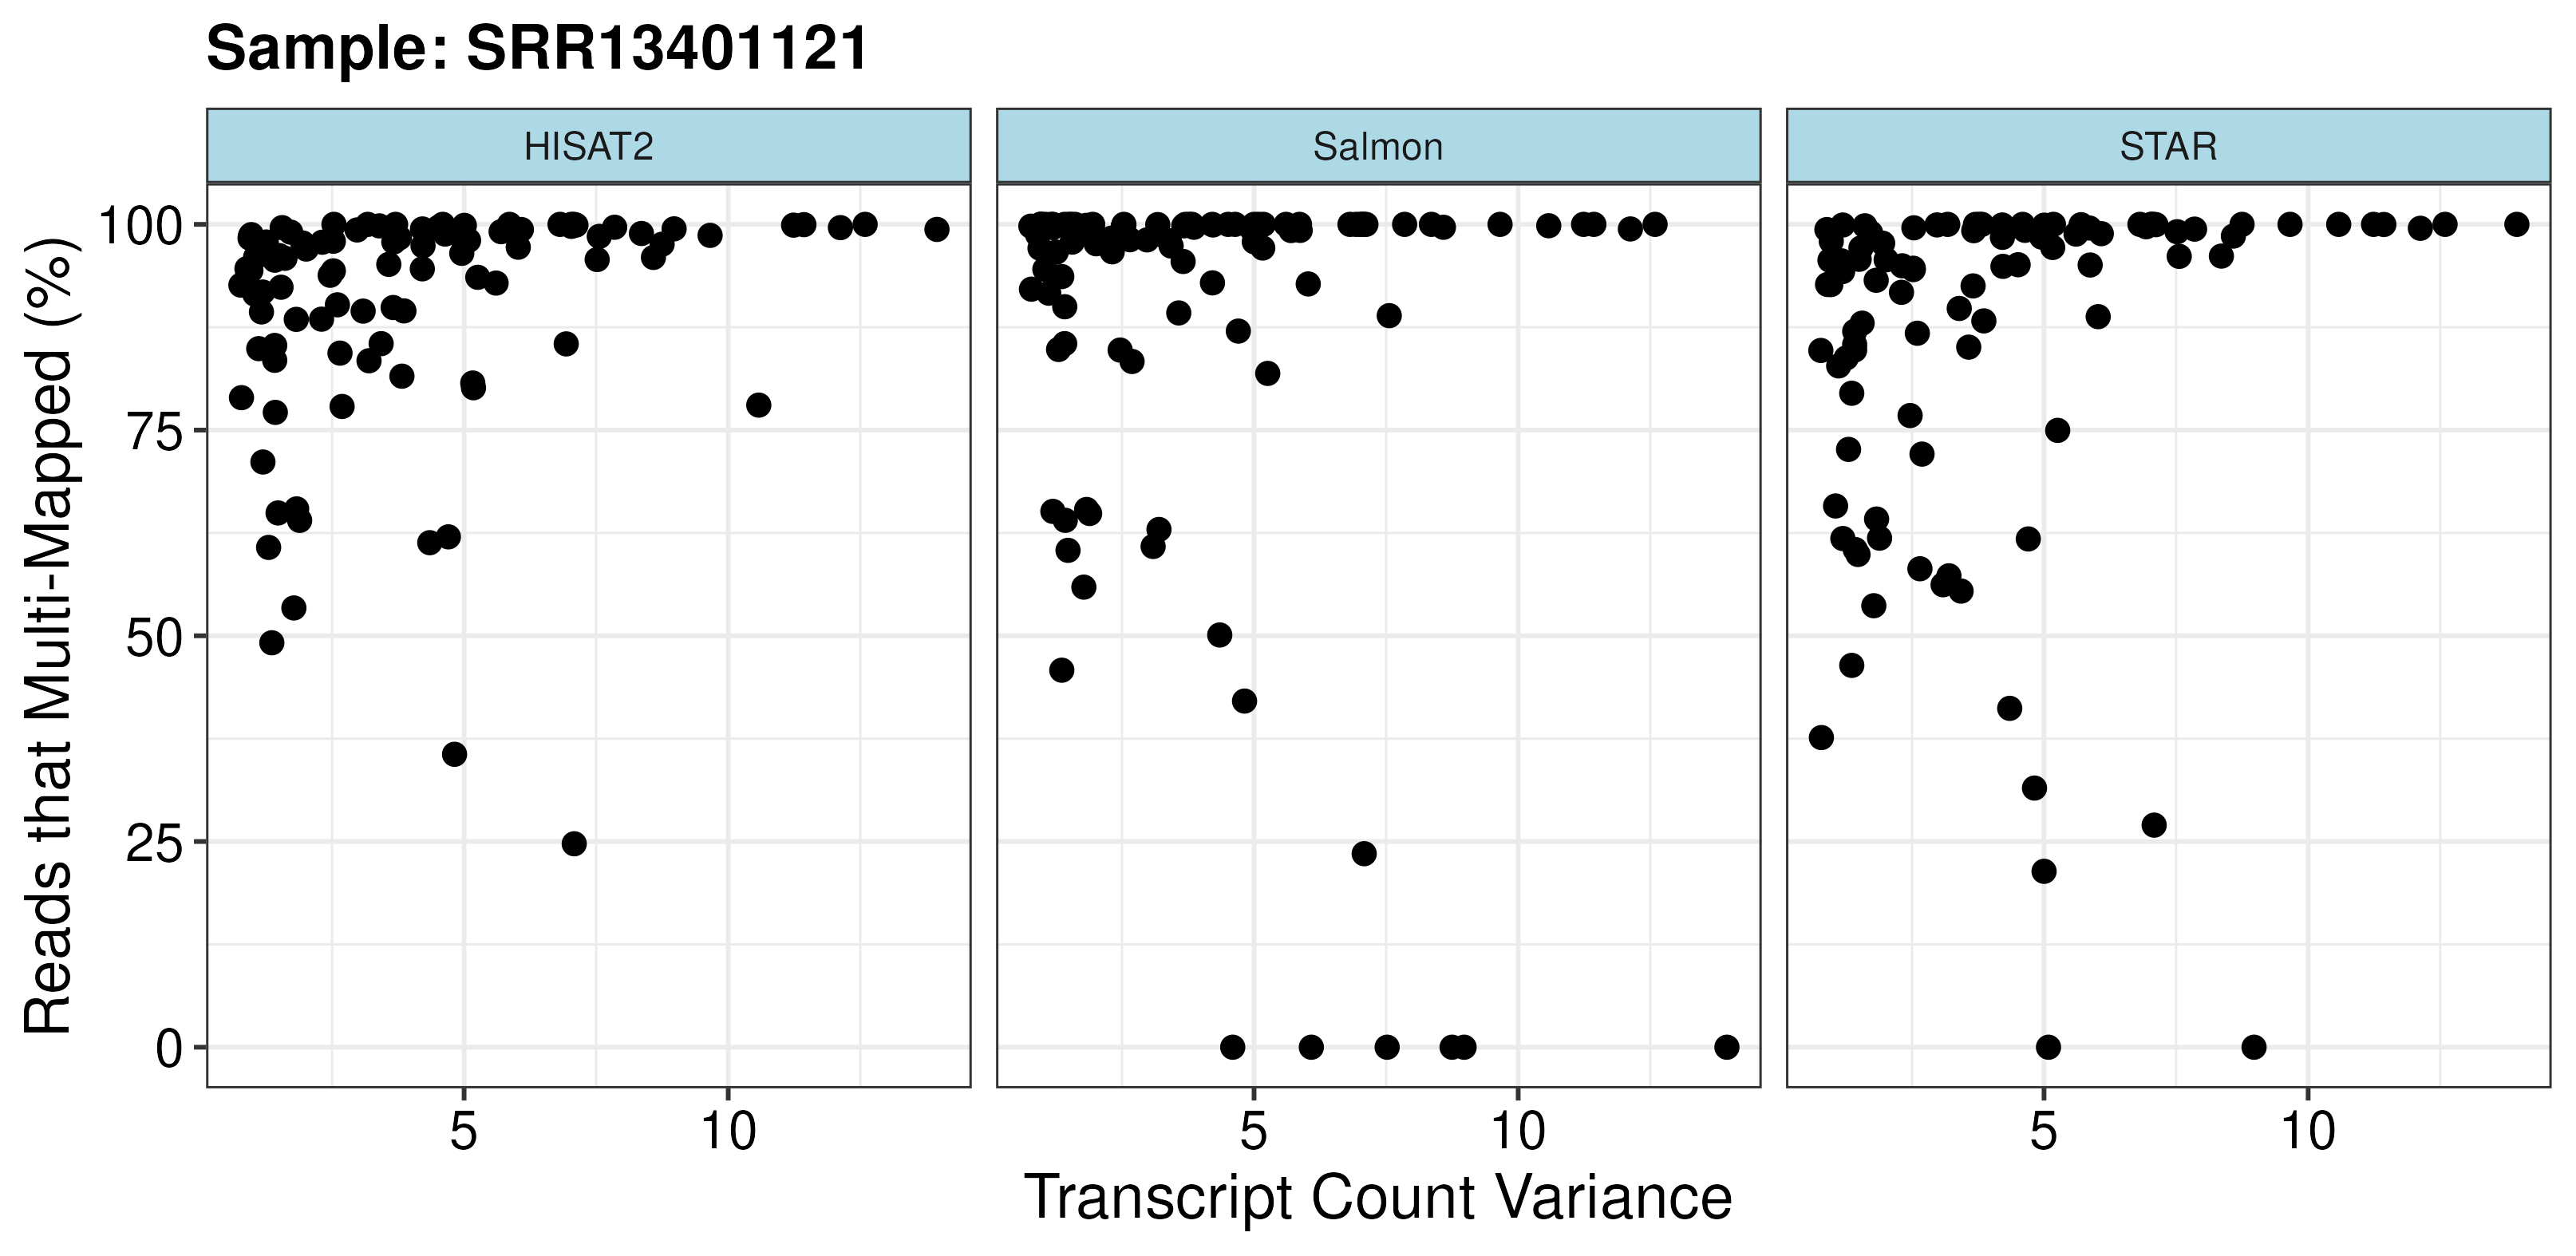 Sample: SRR13401121
HISAT2 Salmon STAR
Reads that Multi-Mapped (%)
100
75
50
25
0
5 10 5 10 5 10
Transcript Count Variance